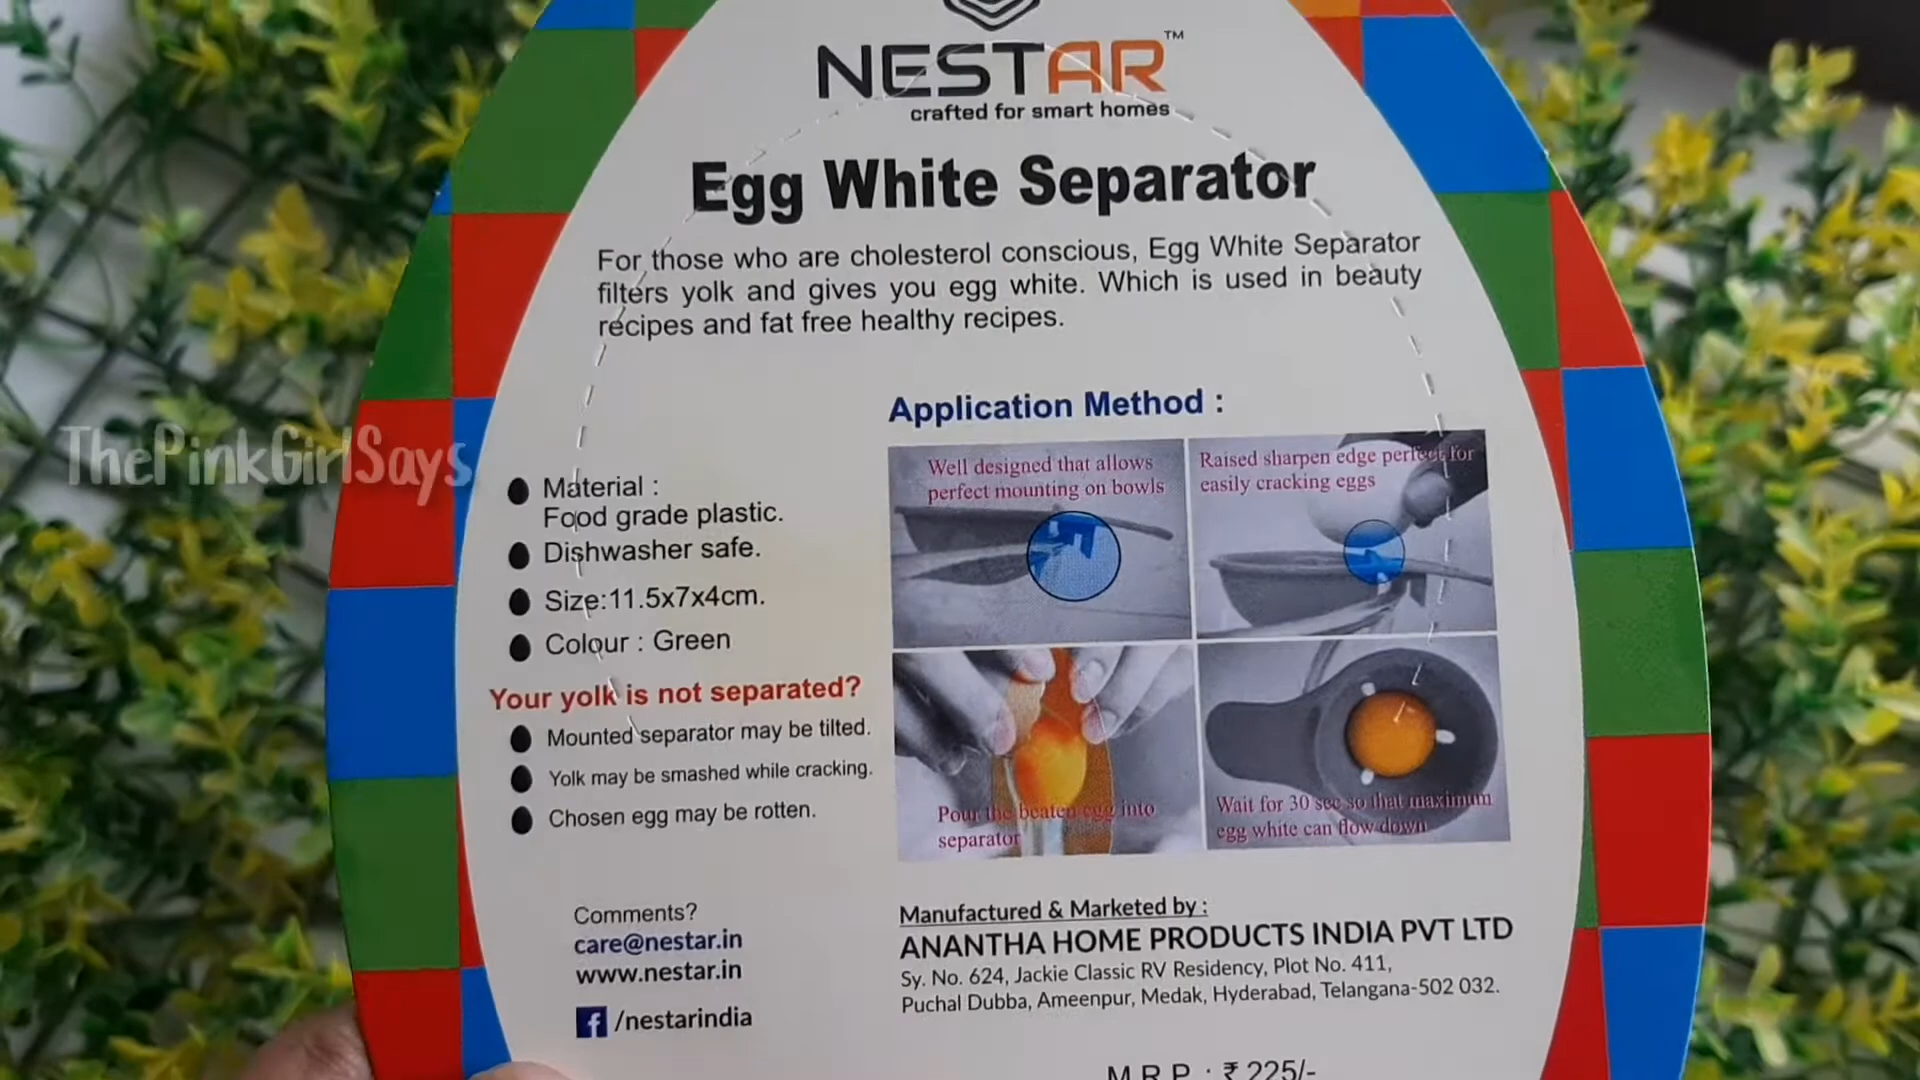 NESTAR™
crafted for smart homes
Egg White Separator
For those who are cholesterol conscious, Egg White Separator
filters yolk and gives you egg white. Which is used in beauty
recipes and fat free healthy recipes.
ThePinkGirlSays
Material :
Food grade plastic.
Dishwasher safe.
Size:11.5x7x4cm.
Colour : Green
Your yolk is not separated?
Mounted separator may be tilted.
Yolk may be smashed while cracking.
Chosen egg may be rotten.
Application Method :
Well designed that allows
perfect mounting on bowls
Raised sharpen edge perfect for
easily cracking eggs
Pour the beaten egg into
separator
Wait for 30 sec so that maximum
egg white can flow down
Comments?
care@nestar.in
www.nestar.in
f /nestarindia
Manufactured & Marketed by :
ANANTHA HOME PRODUCTS INDIA PVT LTD
Sy. No. 624, Jackie Classic RV Residency, Plot No. 411,
Puchal Dubba, Ameenpur, Medak, Hyderabad, Telangana-502 032.
M.R.P. : ₹ 225/-